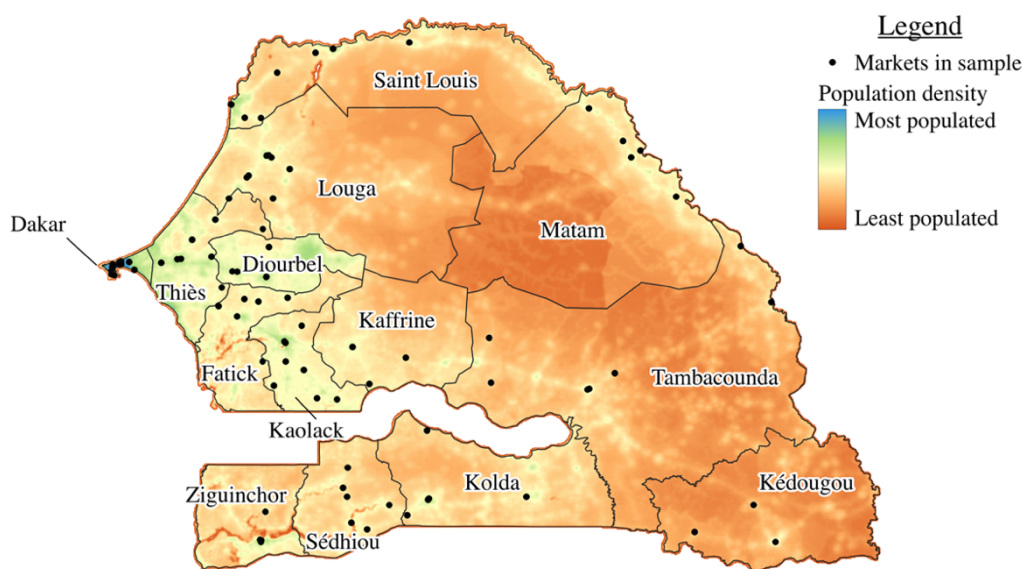 Legend
Markets in sample
Population density
Most populated
Least populated
Saint Louis
Louga
Matam
Dakar
Diourbel
Thiès
Kaffrine
Fatick
Tambacounda
Kaolack
Kolda
Kédougou
Ziguinchor
Sédhiou